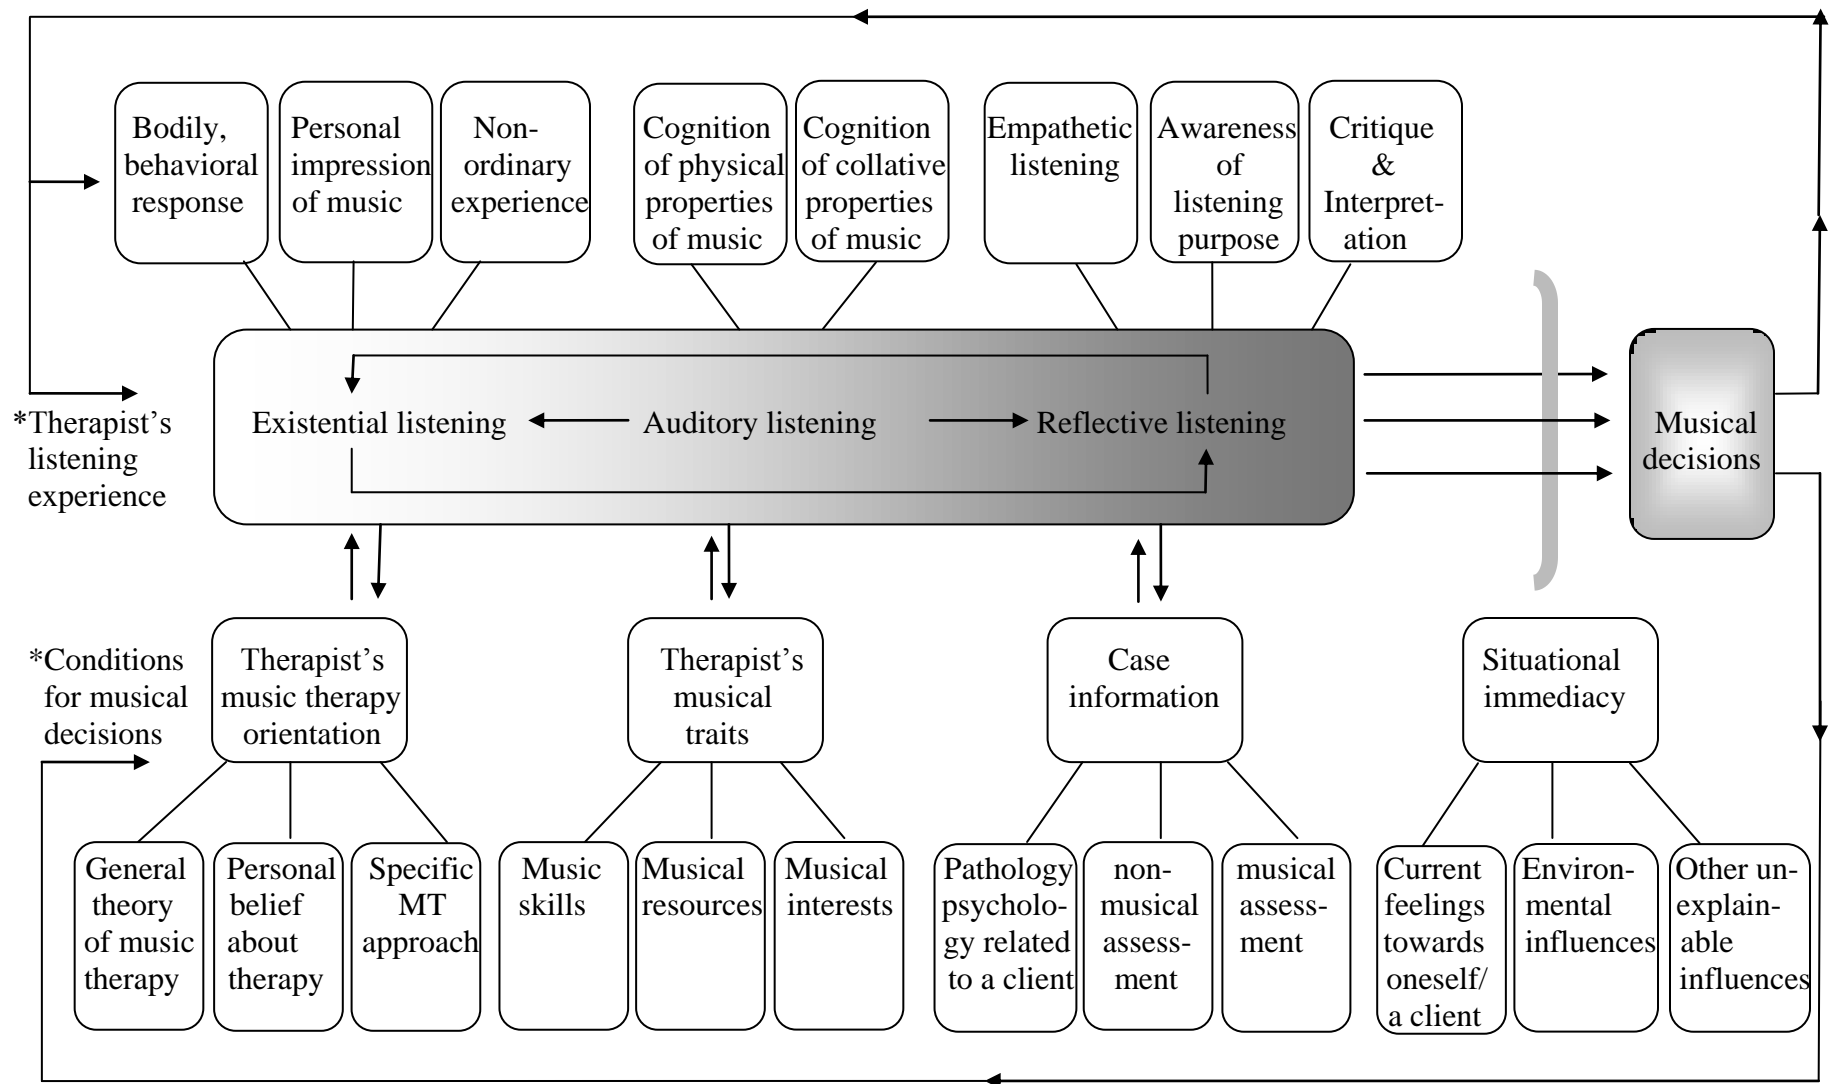 Bodily,
behavioral
response
Personal
impression
of music
Non-
ordinary
experience
Cognition
of physical
properties
of music
Cognition
of collative
properties
of music
Empathetic
listening
Awareness
of
listening
purpose
Critique
&
Interpret-
ation
*Therapist's
listening
experience
Existential listening
Auditory listening
Reflective listening
Musical
decisions
*Conditions
for musical
decisions
Therapist's
music therapy
orientation
Therapist's
musical
traits
Case
information
Situational
immediacy
General
theory
of music
therapy
Personal
belief
about
therapy
Specific
MT
approach
Music
skills
Musical
resources
Musical
interests
Pathology
psycholo-
gy related
to a client
non-
musical
assess-
ment
musical
assess-
ment
Current
feelings
towards
oneself/
a client
Environ-
mental
influences
Other un-
explain-
able
influences